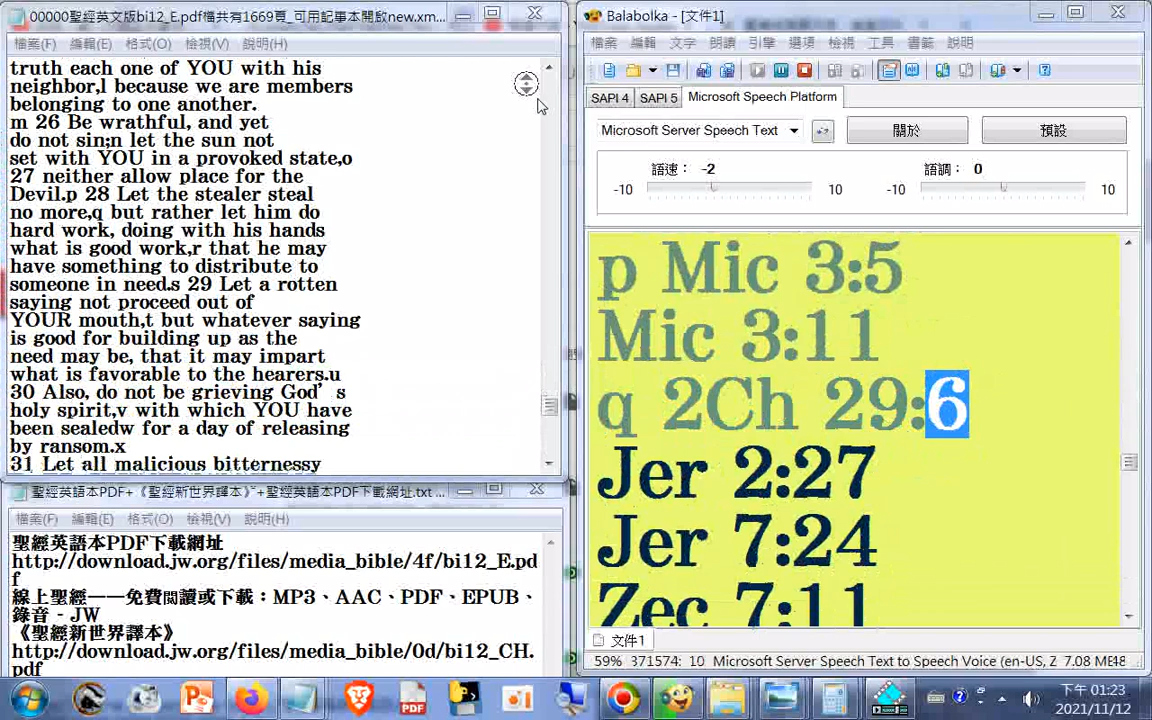 00000聖經英文版bi12_E.pdf檔共有1669頁_可用記事本開啟new.xm...
檔案(F) 編輯(E) 格式(O) 檢視(V) 說明(H)
truth each one of YOU with his
neighbor,l because we are members
belonging to one another.
m 26 Be wrathful, and yet
do not sin;n let the sun not
set with YOU in a provoked state,o
27 neither allow place for the
Devil.p 28 Let the stealer steal
no more,q but rather let him do
hard work, doing with his hands
what is good work,r that he may
have something to distribute to
someone in need.s 29 Let a rotten
saying not proceed out of
YOUR mouth,t but whatever saying
is good for building up as the
need may be, that it may impart
what is favorable to the hearers.u
30 Also, do not be grieving God’s
holy spirit,v with which YOU have
been sealedw for a day of releasing
by ransom.x
31 Let all malicious bitternessy
聖經英語本PDF+《聖經新世界譯本》"+聖經英語本PDF下載網址.txt ...
檔案(F) 編輯(E) 格式(O) 檢視(V) 說明(H)
聖經英語本PDF下載網址
http://download.jw.org/files/media_bible/4f/bi12_E.pd
f
線上聖經——免費閱讀或下載：MP3、AAC、PDF、EPUB、
錄音 - JW
《聖經新世界譯本》
http://download.jw.org/files/media_bible/0d/bi12_CH.
pdf
Balabolka - [文件1]
檔案 編輯 文字 朗讀 引擎 選項 檢視 工具 書籤 說明
SAPI 4 SAPI 5 Microsoft Speech Platform
Microsoft Server Speech Text 關於 預設
語速： -2 語調： 0
-10 10 -10 10
p Mic 3:5
Mic 3:11
q 2Ch 29:6
Jer 2:27
Jer 7:24
Zec 7:11
文件1
59% 371574: 10 Microsoft Server Speech Text to Speech Voice (en-US, Z 7.08 ME48
PDF
下午 01:23
2021/11/12